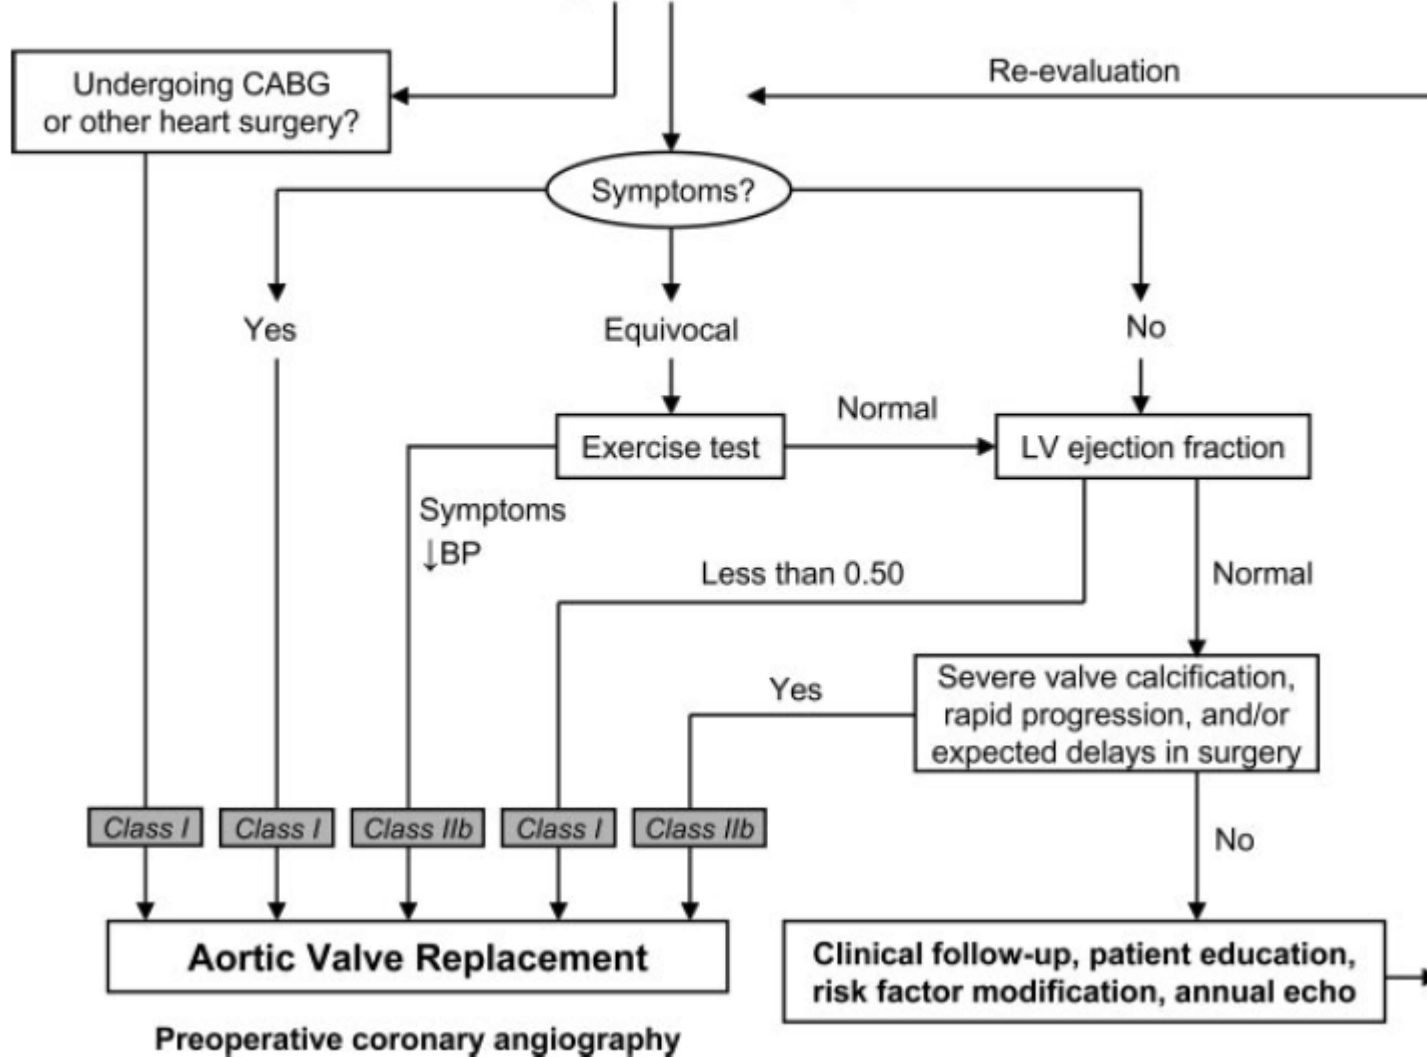 Re-evaluation
Undergoing CABG
or other heart surgery?
Symptoms?
Yes
Equivocal
No
Exercise test
Normal
LV ejection fraction
Symptoms
↓BP
Less than 0.50
Normal
Severe valve calcification,
rapid progression, and/or
expected delays in surgery
Yes
Class I
Class I
Class IIb
Class I
Class IIb
No
Aortic Valve Replacement
Clinical follow-up, patient education,
risk factor modification, annual echo
Preoperative coronary angiography